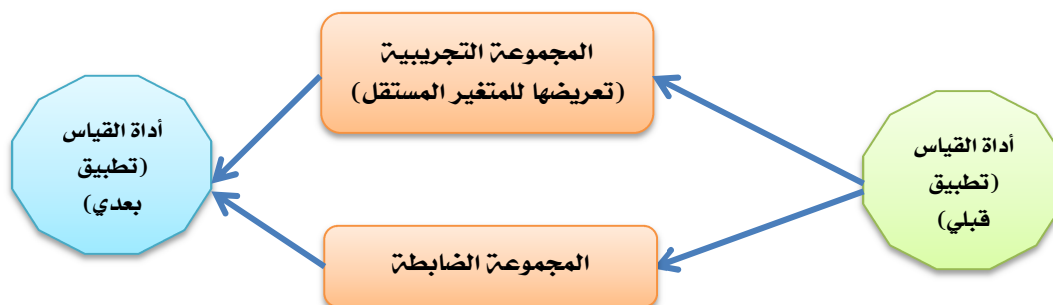 أداة القياس
(تطبيق
قبلي)
المجموعة التجريبية
(تعريضها للمتغير المستقل)
المجموعة الضابطة
أداة القياس
(تطبيق
بعدي)